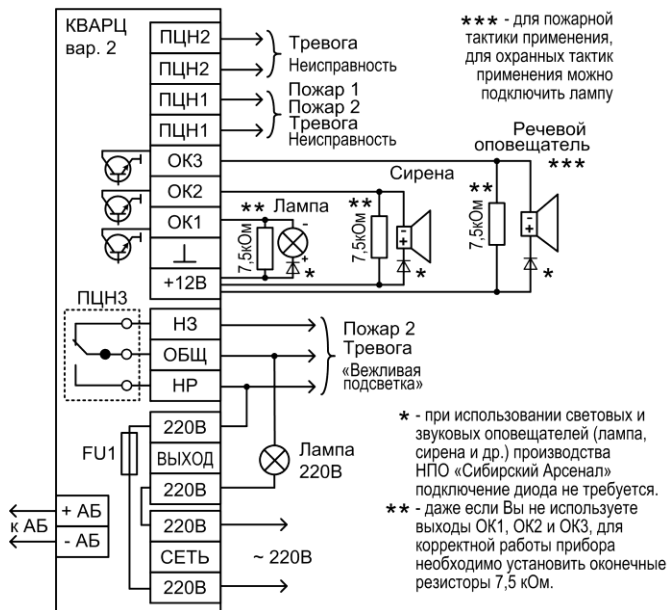 КВАРЦ
вар. 2
ПЦН2
ПЦН2
ПЦН1
ПЦН1
ОК3
ОК2
ОК1
⊥
+12В
Тревога
Неисправность
Пожар 1
Пожар 2
Тревога
Неисправность
*** - для пожарной
тактики применения,
для охранных тактик
применения можно
подключить лампу
Речевой
оповещатель
***
Сирена
Лампа
**
7,5кОм
-
+
*
**
7,5кОм
+
-
*
**
7,5кОм
+
-
*
ПЦН3
НЗ
ОБЩ
НР
Пожар 2
Тревога
«Вежливая
подсветка»
FU1
220В
ВЫХОД
220В
220В
СЕТЬ
220В
Лампа
220В
~ 220В
+ АБ
- АБ
к АБ
* - при использовании световых и
звуковых оповещателей (лампа,
сирена и др.) производства
НПО «Сибирский Арсенал»
подключение диода не требуется.
** - даже если Вы не используете
выходы ОК1, ОК2 и ОК3, для
корректной работы прибора
необходимо установить оконечные
резисторы 7,5 кОм.